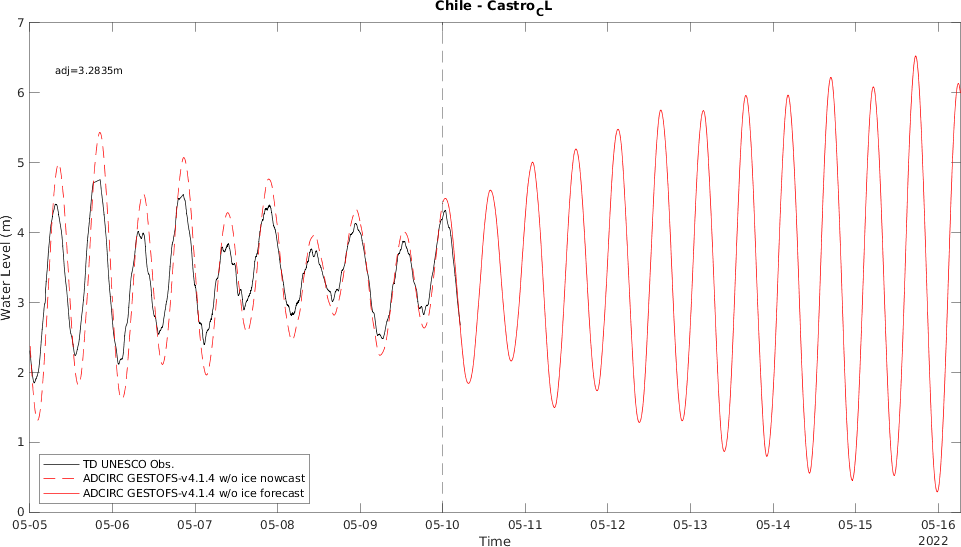 Chile - Castro_CL
7
6
5
4
3
2
1
0
Water Level (m)
adj=3.2835m
TD UNESCO Obs.
ADCIRC GESTOFS-v4.1.4 w/o ice nowcast
ADCIRC GESTOFS-v4.1.4 w/o ice forecast
05-05 05-06 05-07 05-08 05-09 05-10 05-11 05-12 05-13 05-14 05-15 05-16
Time
2022